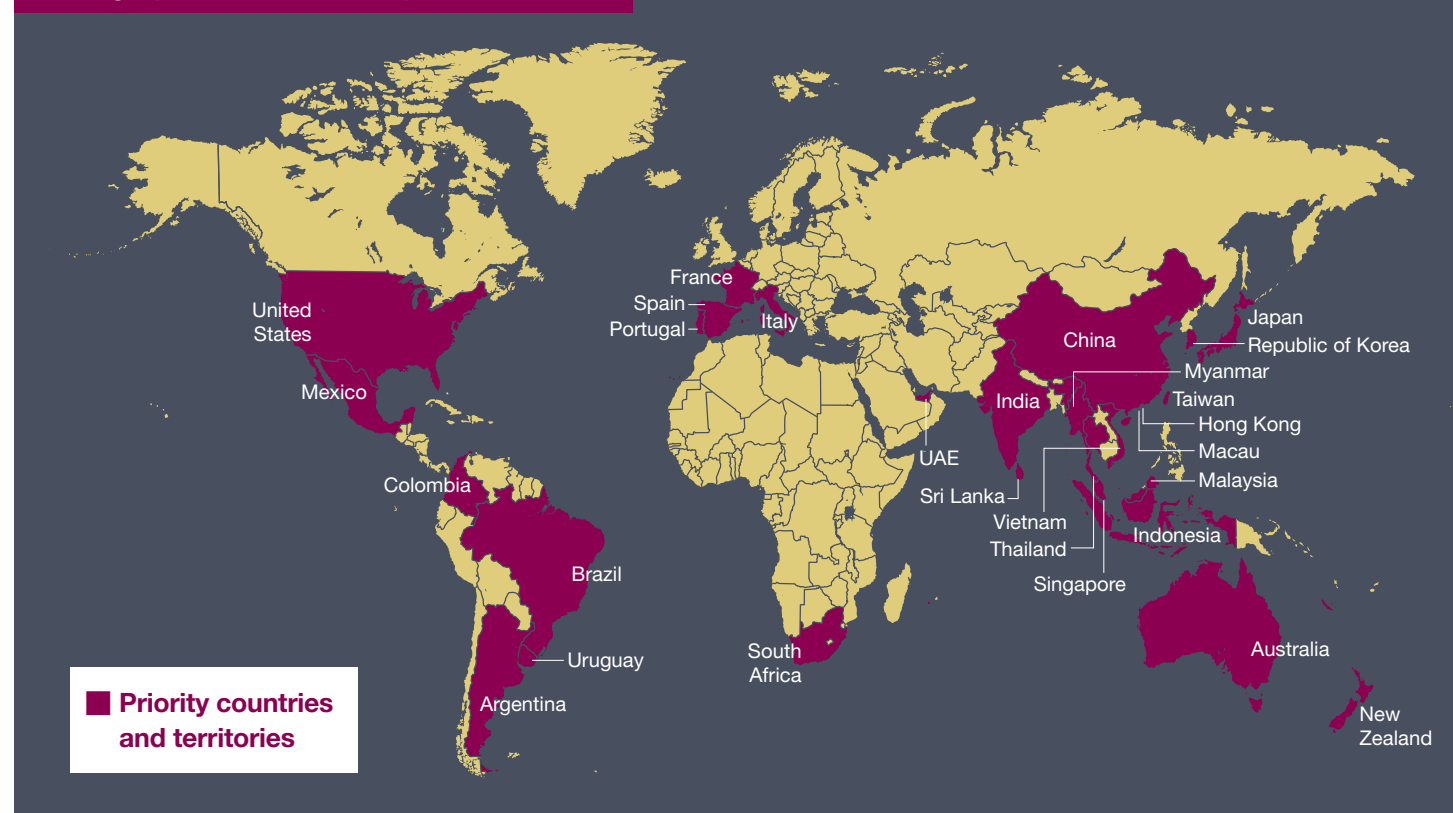 United
States
Mexico
Colombia
Brazil
Uruguay
Argentina
France
Spain
Portugal
Italy
South
Africa
UAE
India
Sri Lanka
China
Japan
Republic of Korea
Myanmar
Taiwan
Hong Kong
Macau
Malaysia
Vietnam
Thailand
Singapore
Indonesia
Australia
New
Zealand
Priority countries
and territories